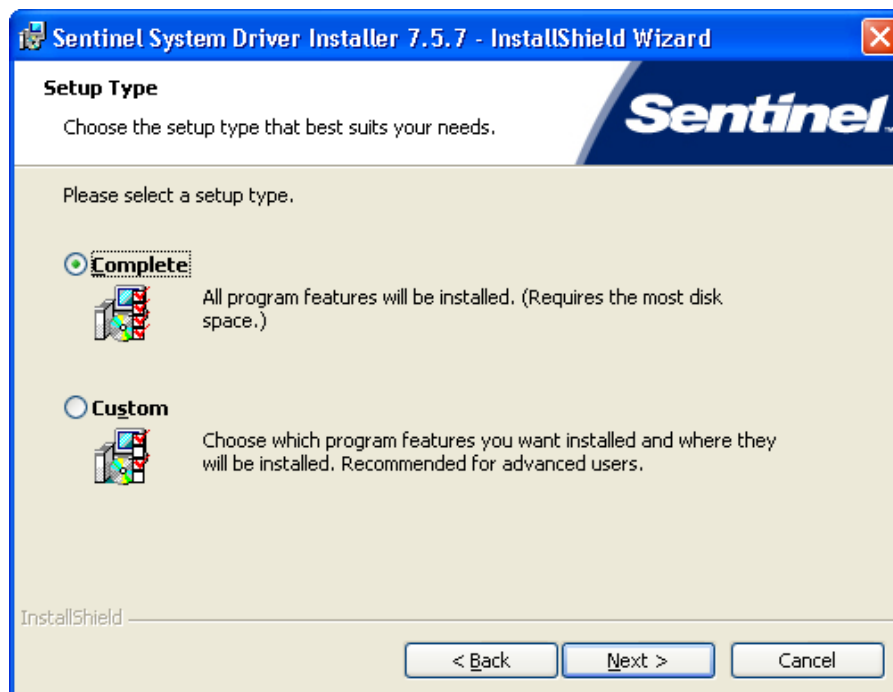 Sentinel System Driver Installer 7.5.7 - InstallShield Wizard
Setup Type
Choose the setup type that best suits your needs.
Sentinel
Please select a setup type.
Complete
All program features will be installed. (Requires the most disk
space.)
Custom
Choose which program features you want installed and where they
will be installed. Recommended for advanced users.
InstallShield
< Back
Next >
Cancel